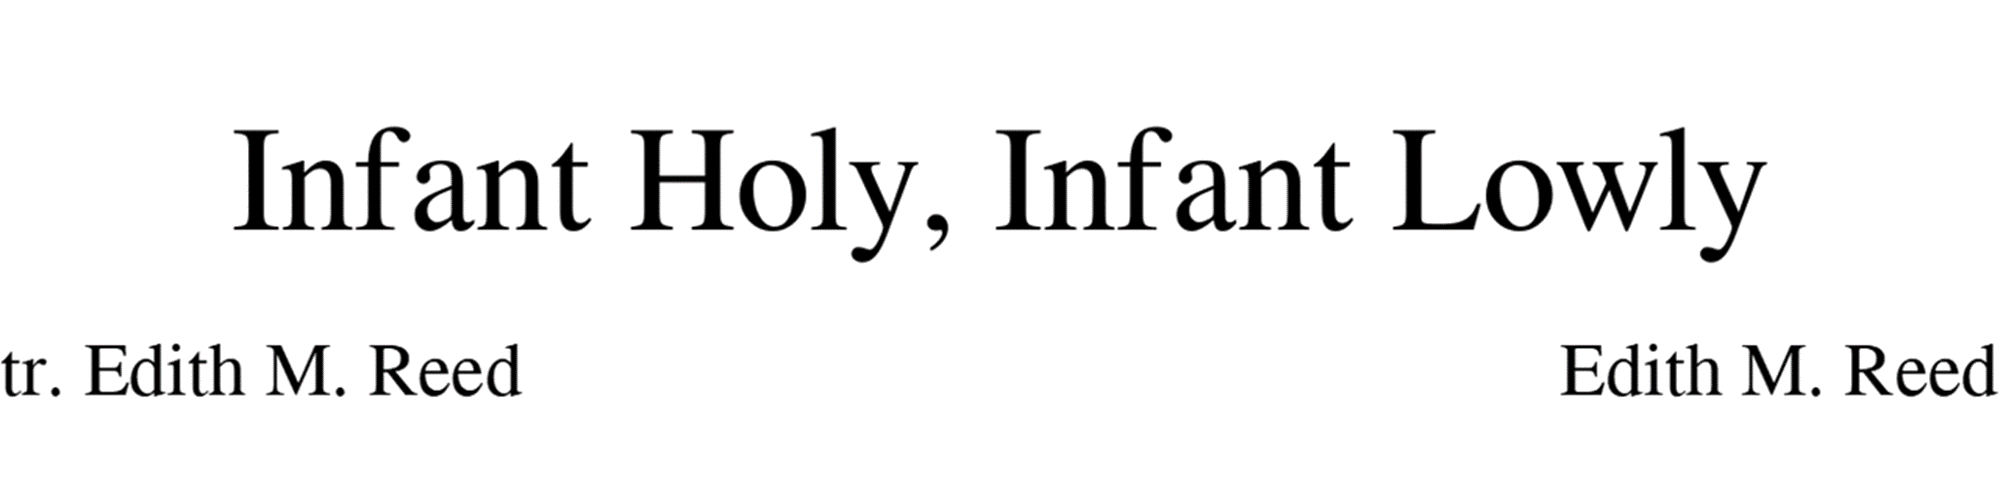 Infant Holy, Infant Lowly
tr. Edith M. Reed Edith M. Reed